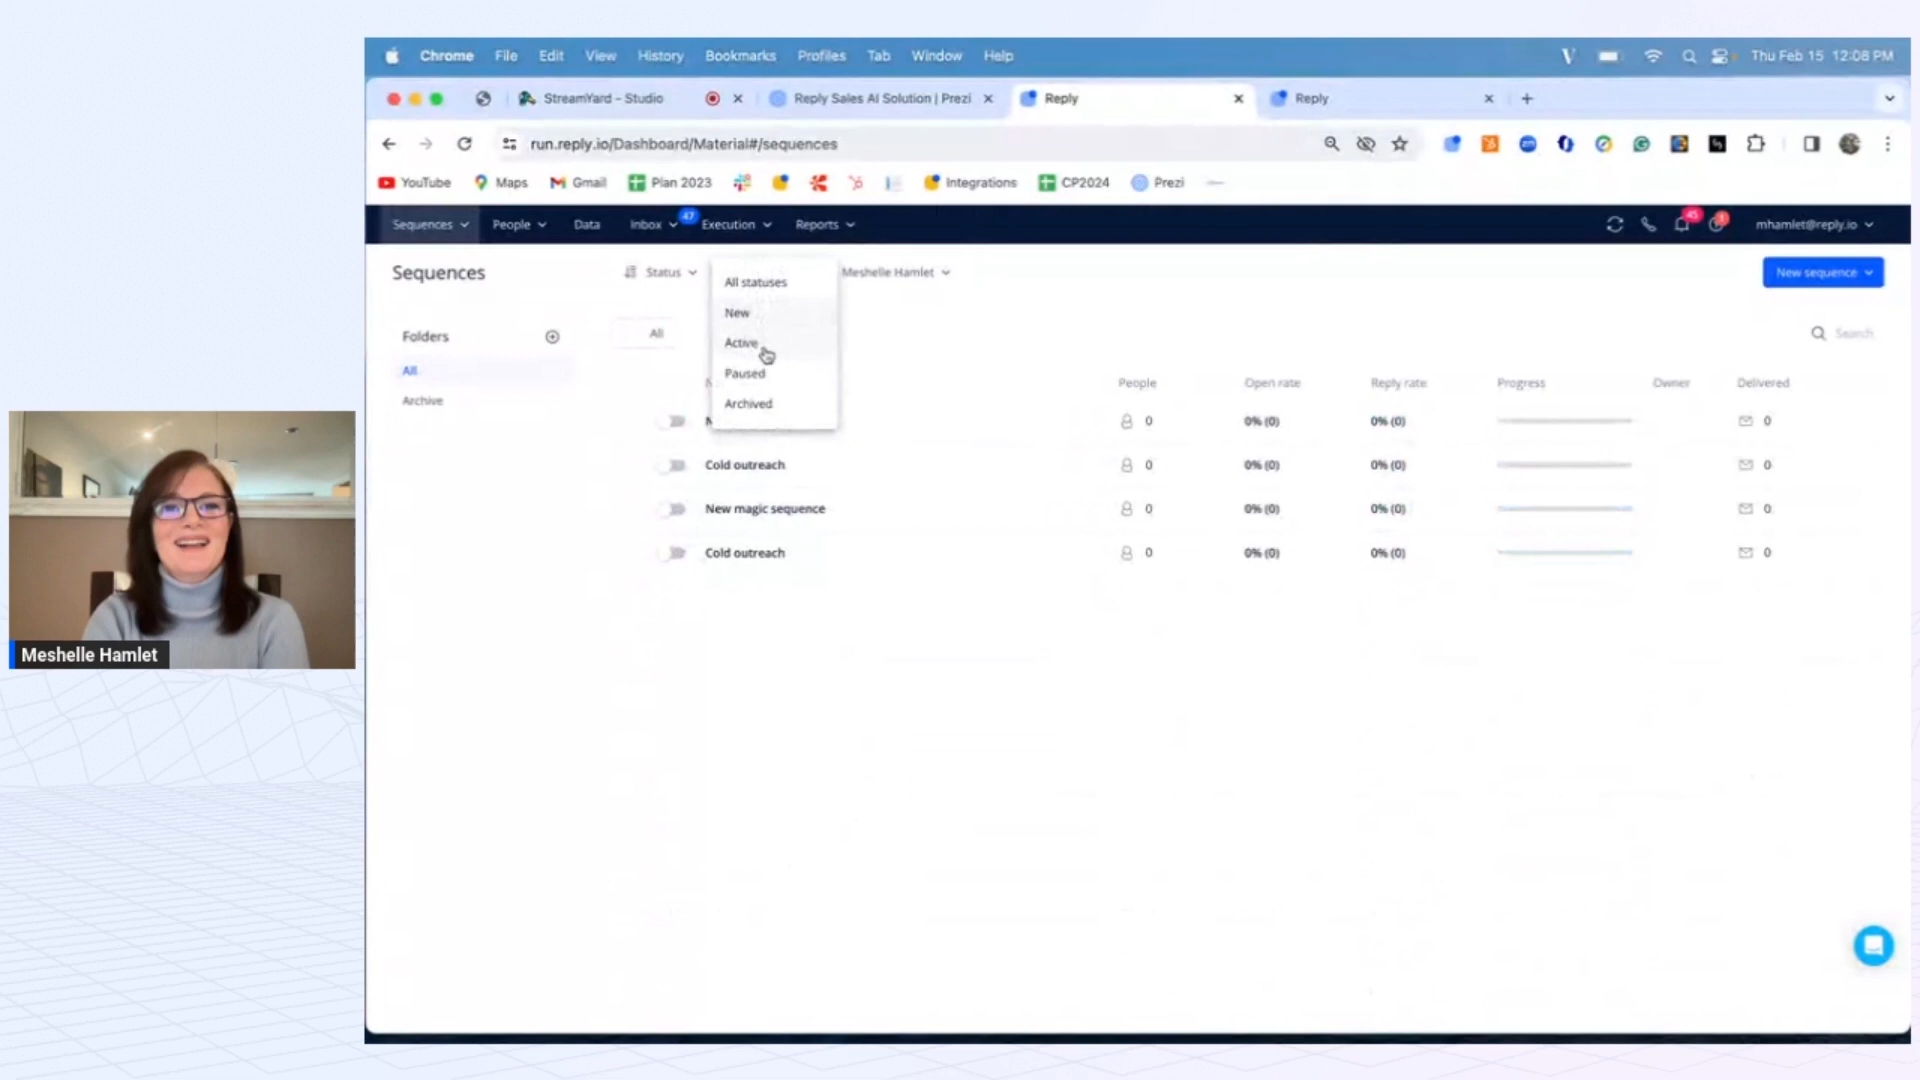 Chrome File Edit View History Bookmarks Profiles Tab Window Help
Thu Feb 15 12:08 PM
StreamYard - Studio
Reply Sales AI Solution | Prezi
Reply
Reply
run.reply.io/Dashboard/Material#/sequences
YouTube Maps Gmail Plan 2023 Integrations CP2024 Prezi
Sequences People Data Inbox 47 Execution Reports
45
mhamlet@reply.io
Sequences
Status
Meshelle Hamlet
New sequence
All statuses
New
Active
Paused
Archived
Folders
All
Archive
All
Search
People Open rate Reply rate Progress Owner Delivered
0 0% (0) 0% (0) 0
Cold outreach 0 0% (0) 0% (0) 0
New magic sequence 0 0% (0) 0% (0) 0
Cold outreach 0 0% (0) 0% (0) 0
Meshelle Hamlet